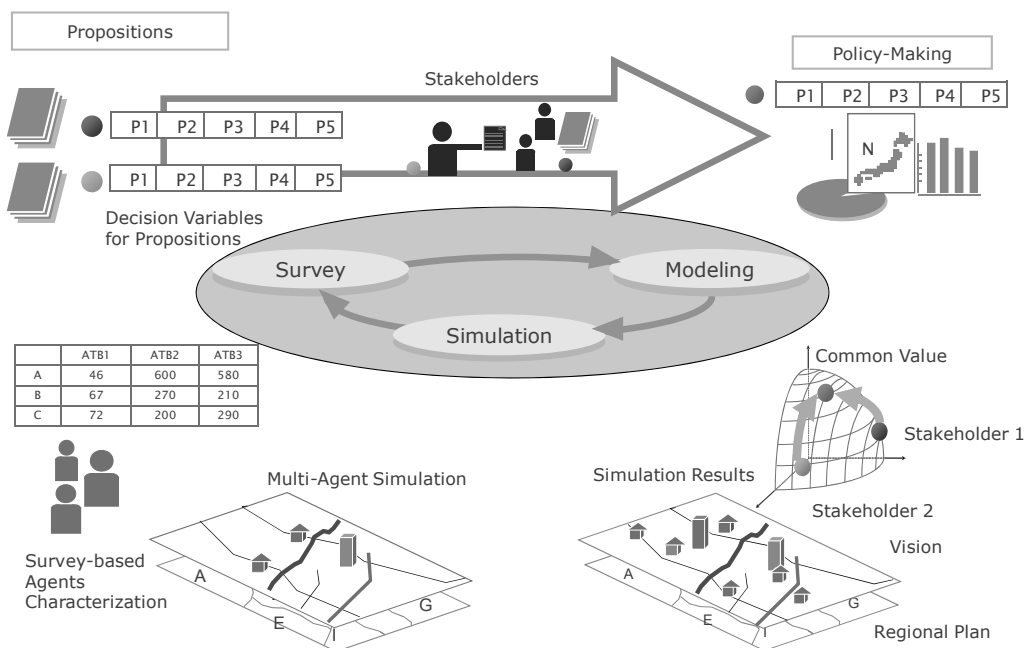 Propositions
Policy-Making
Stakeholders
P1 P2 P3 P4 P5
P1 P2 P3 P4 P5
P1 P2 P3 P4 P5
N
Decision Variables
for Propositions
Survey
Modeling
Simulation
ATB1 ATB2 ATB3
A 46 600 580
B 67 270 210
C 72 200 290
Common Value
Stakeholder 1
Stakeholder 2
Multi-Agent Simulation
Simulation Results
Vision
Survey-based
Agents
Characterization
A
E
I
G
A
E
I
G
Regional Plan